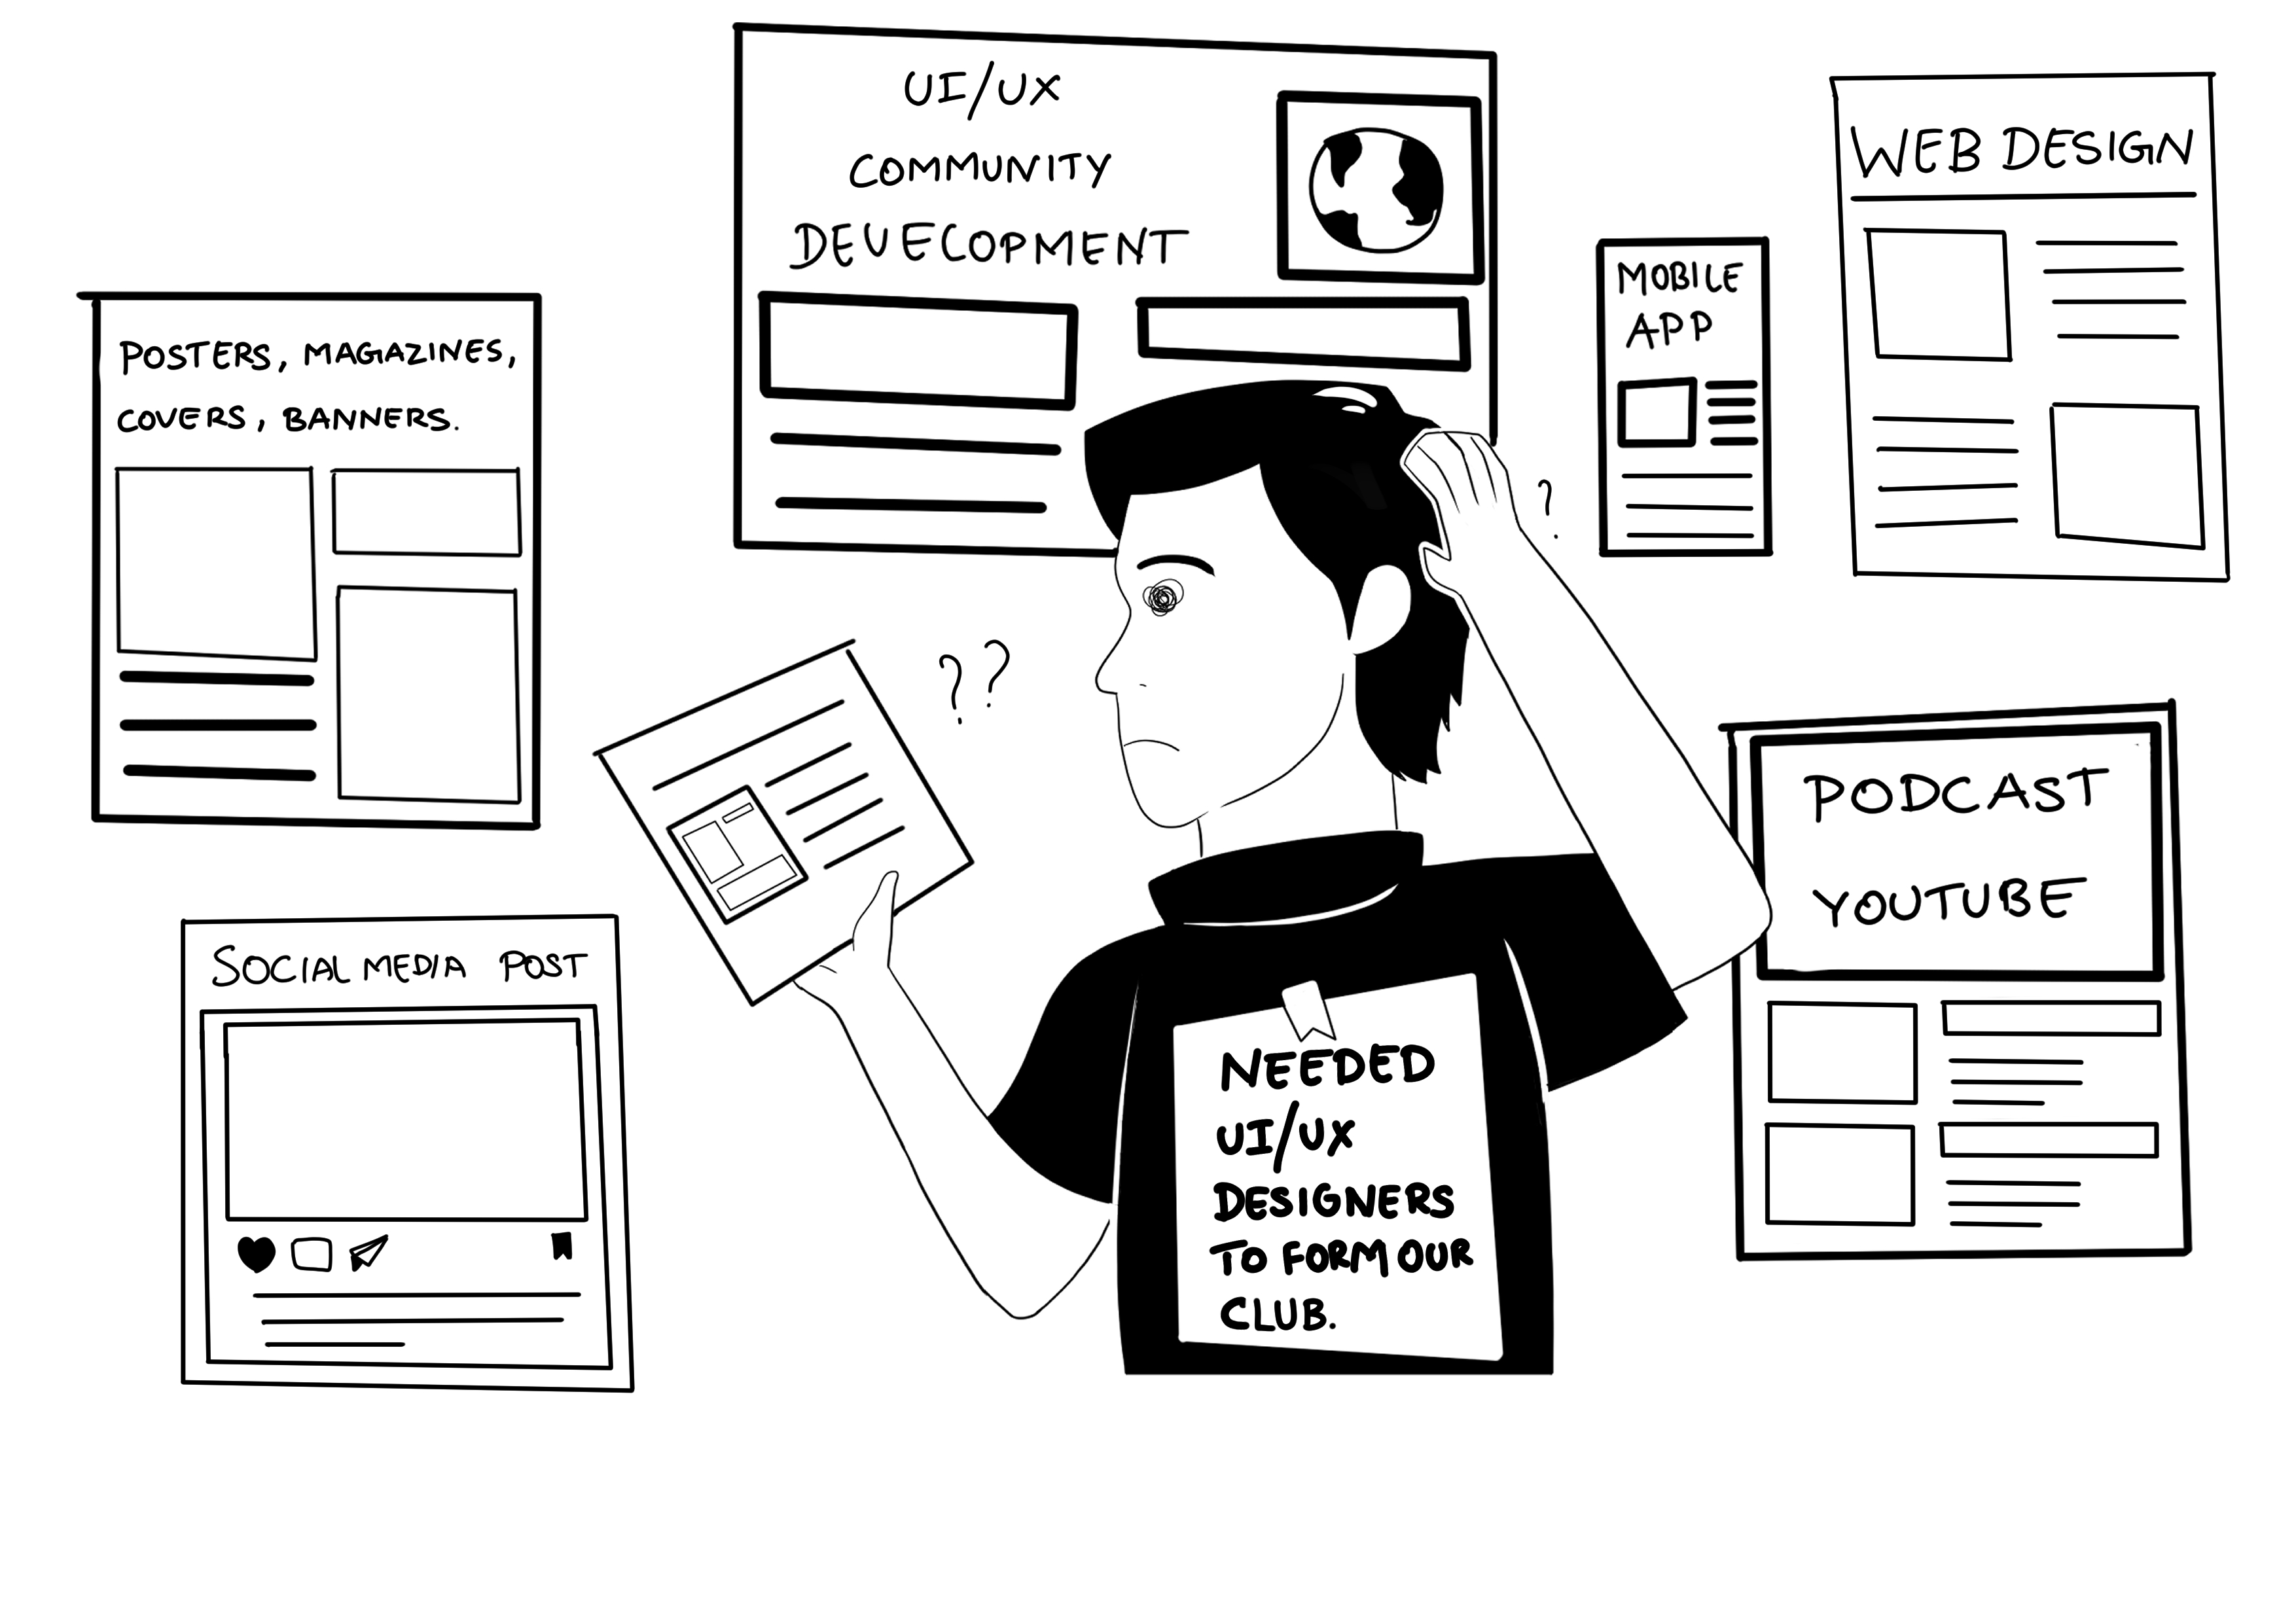 UI/UX
COMMUNITY
DEVECOPMENT
WEB DESIGN
MOBILE
APP
POSTERS, MAGAZINES,
COVERS, BANNERS.
?
? ?
PODCAST
YOUTUBE
SOCIAL MEDIA POST
NEEDED
UI/UX
DESIGNERS
TO FORM OUR
CLUB.